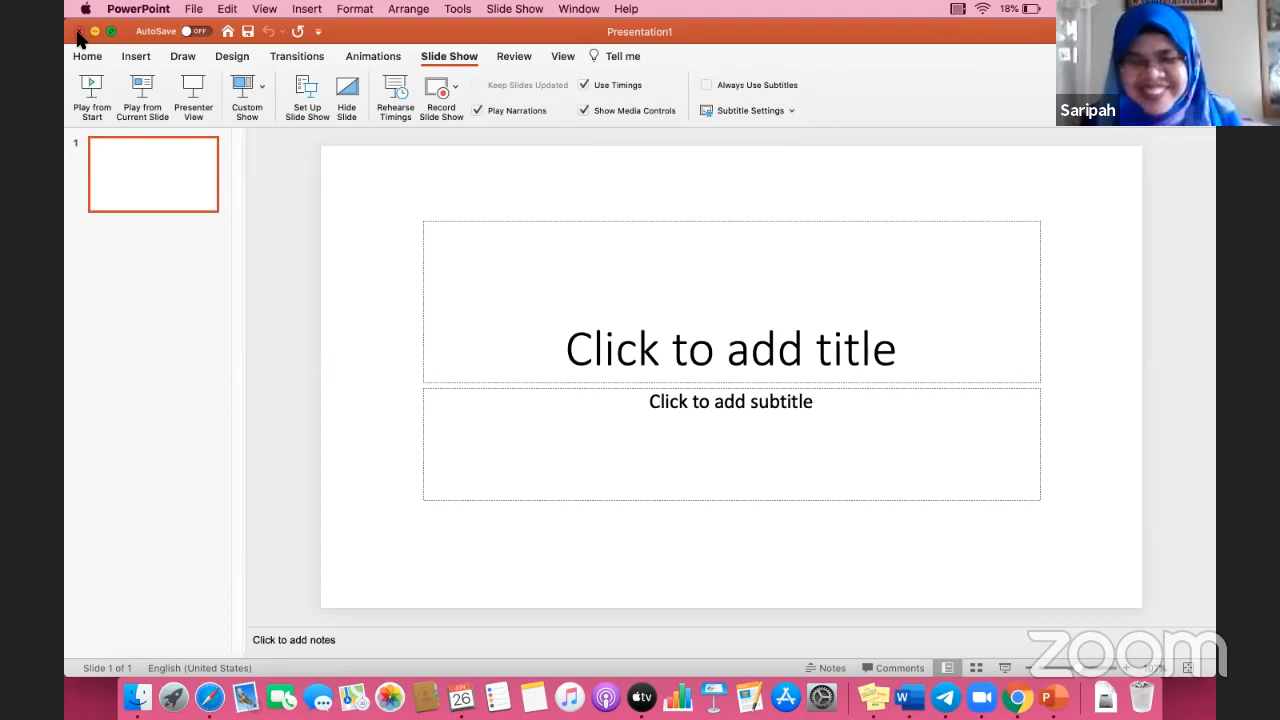 PowerPoint File Edit View Insert Format Arrange Tools Slide Show Window Help 18%
AutoSave OFF Presentation1
Home Insert Draw Design Transitions Animations Slide Show Review View Tell me
Play from Start
Play from Current Slide
Presenter View
Custom Show
Set Up Slide Show
Hide Slide
Rehearse Timings
Record Slide Show
Keep Slides Updated
Use Timings
Play Narrations
Show Media Controls
Always Use Subtitles
Subtitle Settings
Saripah
1
Click to add title
Click to add subtitle
Click to add notes
Slide 1 of 1 English (United States) Notes Comments
zoom
JUN
26
tv
W
P